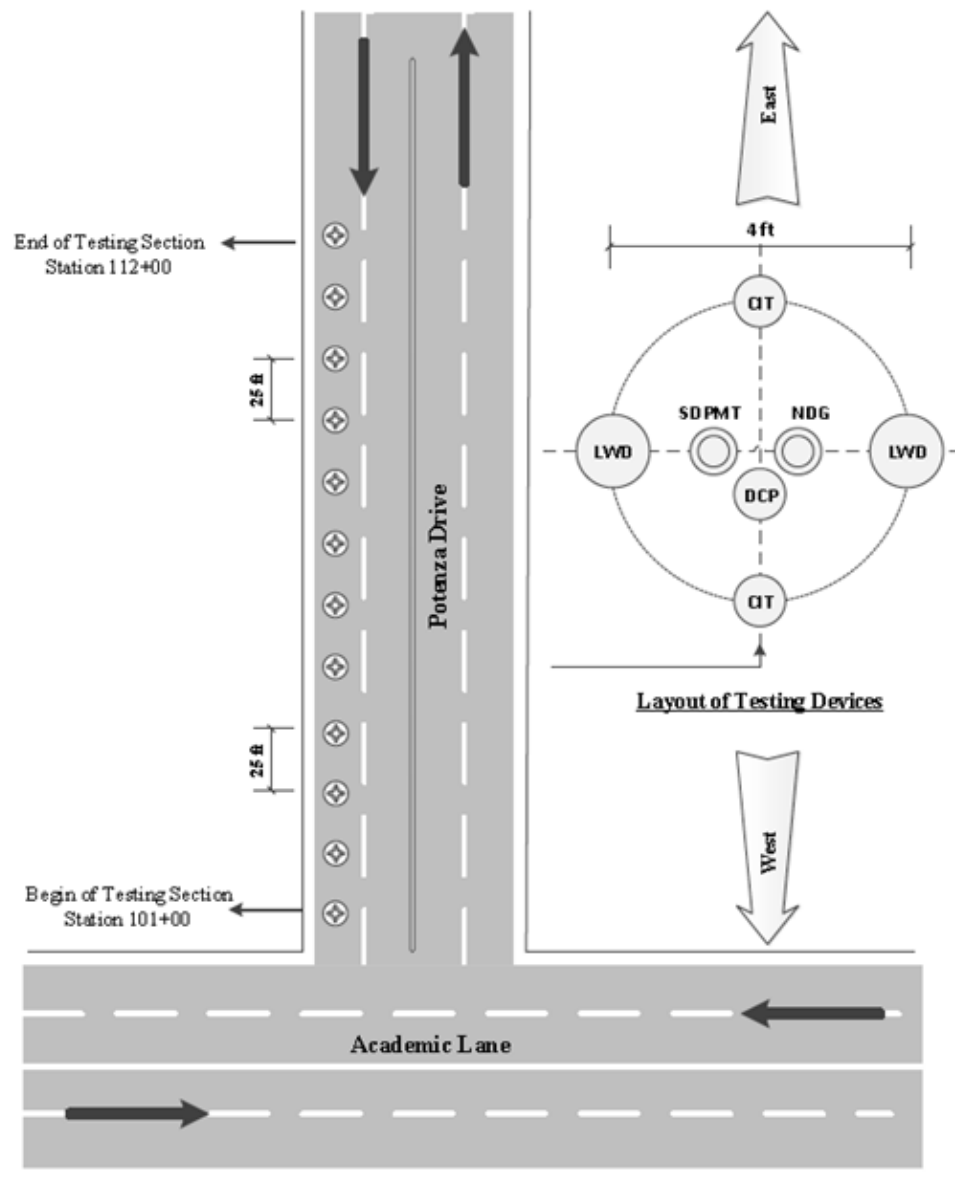 East
4 ft
End of Testing Section
Station 112+00
CIT
25 ft
SDPMT
NDG
LWD
LWD
DCP
Potenza Drive
CIT
Layout of Testing Devices
25 ft
West
Begin of Testing Section
Station 101+00
Academic Lane